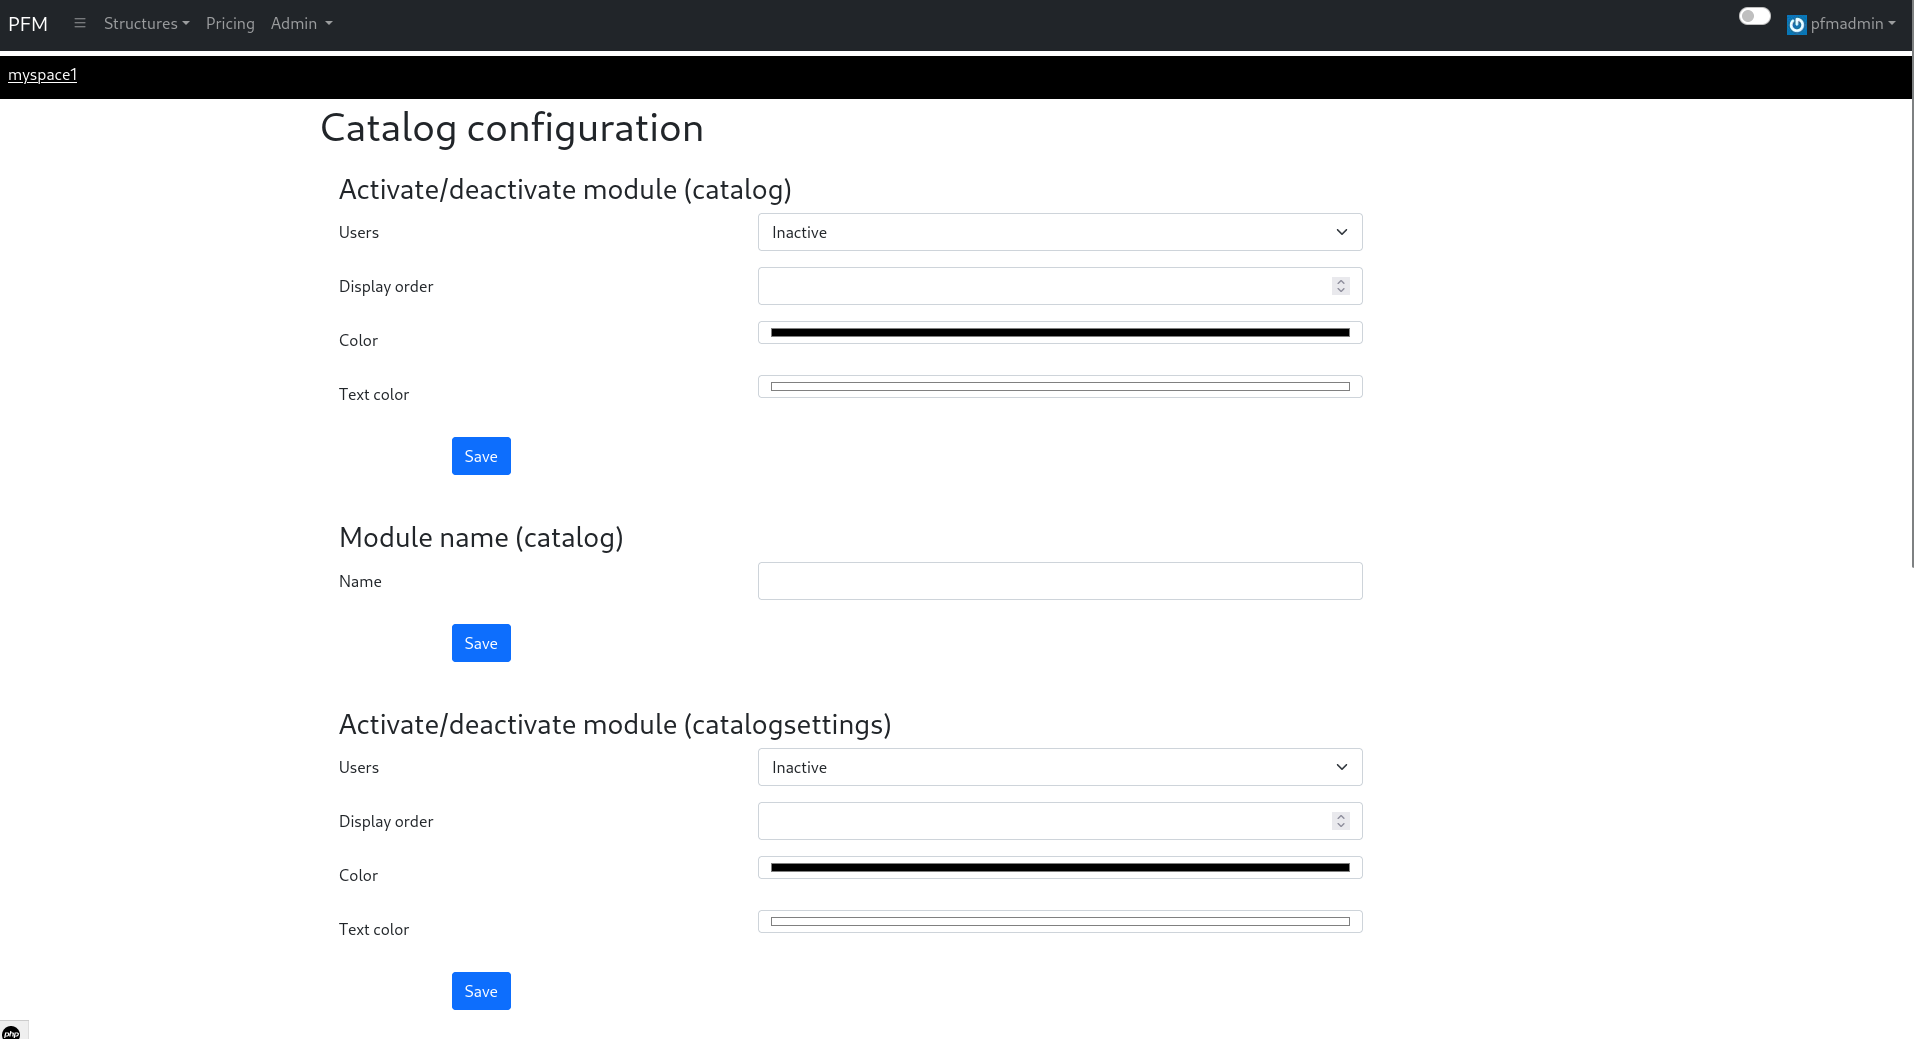 PFM Structures Pricing Admin pfmadmin
myspace1
Catalog configuration
Activate/deactivate module (catalog)
Users Inactive
Display order
Color
Text color
Save
Module name (catalog)
Name
Save
Activate/deactivate module (catalogsettings)
Users Inactive
Display order
Color
Text color
Save
php